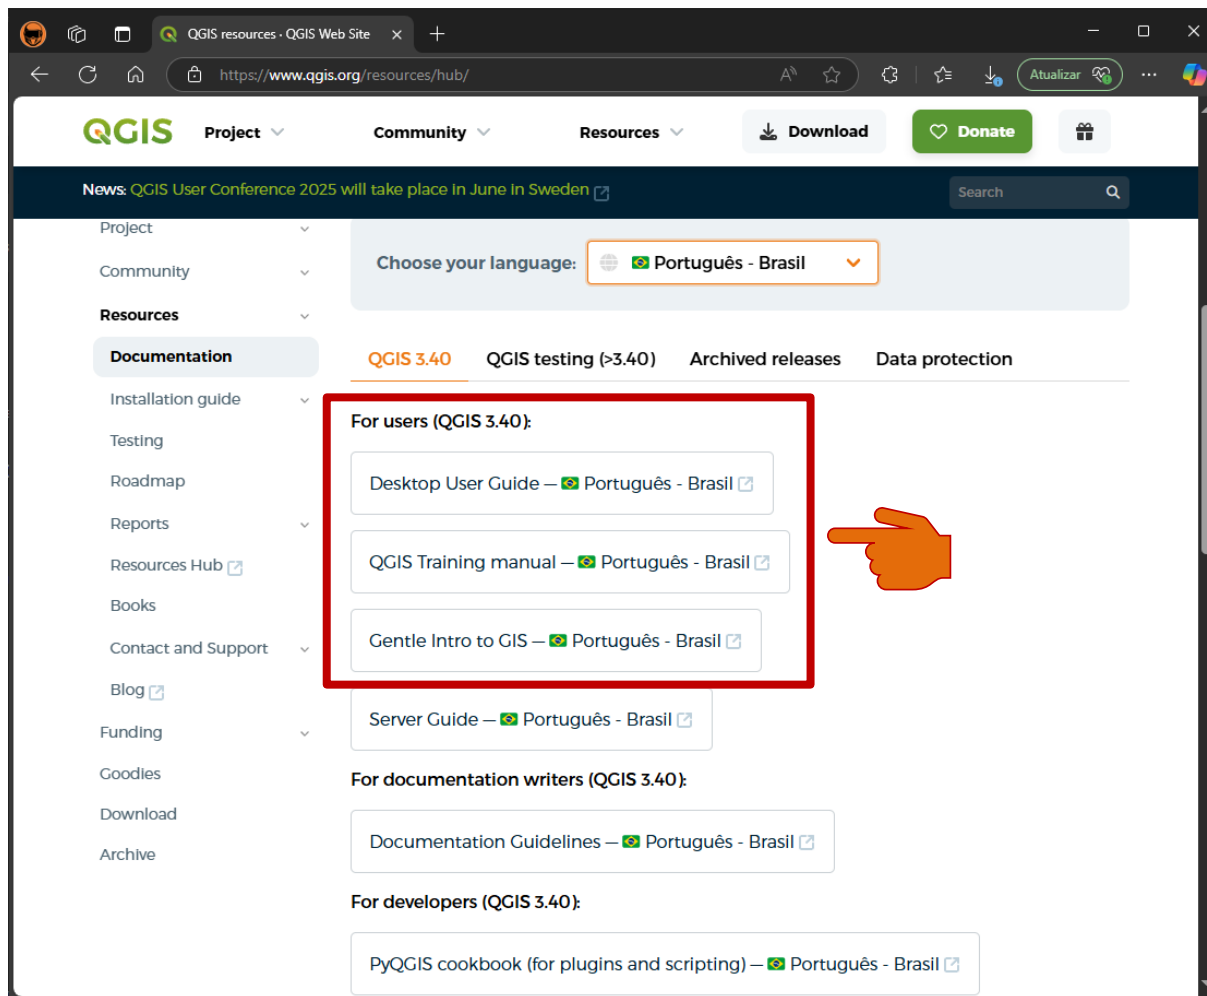 QGIS resources · QGIS Web Site
https://www.qgis.org/resources/hub/
Atualizar
QGIS
Project
Community
Resources
Download
Donate
News: QGIS User Conference 2025 will take place in June in Sweden
Search
Project
Community
Resources
Documentation
Installation guide
Testing
Roadmap
Reports
Resources Hub
Books
Contact and Support
Blog
Funding
Goodies
Download
Archive
Choose your language: Português - Brasil
QGIS 3.40 QGIS testing (>3.40) Archived releases Data protection
For users (QGIS 3.40):
Desktop User Guide — Português - Brasil
QGIS Training manual — Português - Brasil
Gentle Intro to GIS — Português - Brasil
Server Guide — Português - Brasil
For documentation writers (QGIS 3.40):
Documentation Guidelines — Português - Brasil
For developers (QGIS 3.40):
PyQGIS cookbook (for plugins and scripting) — Português - Brasil